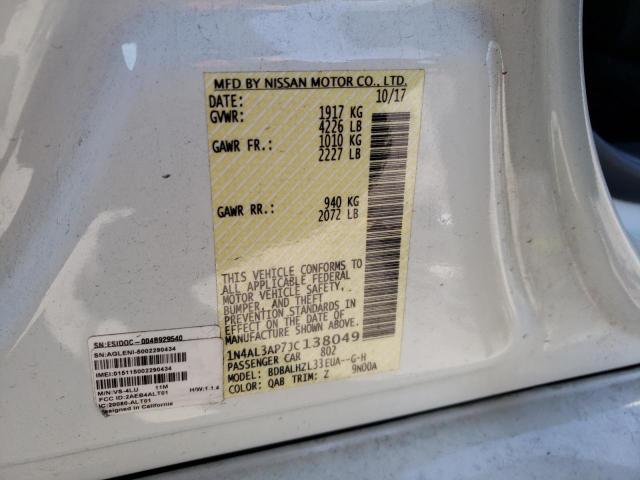 MFD BY NISSAN MOTOR CO., LTD.
DATE: 10/17
GVWR: 1917 KG
4226 LB
GAWR FR.: 1010 KG
2227 LB
GAWR RR.: 940 KG
2072 LB
THIS VEHICLE CONFORMS TO
ALL APPLICABLE FEDERAL
MOTOR VEHICLE SAFETY,
BUMPER, AND THEFT
PREVENTION STANDARDS IN
EFFECT ON THE DATE OF
MANUFACTURE SHOWN ABOVE.
1N4AL3AP7JC138049
PASSENGER CAR 802
MODEL: BDBALHZL33EUA--G-H
COLOR: QAB TRIM: Z 9N00A
SN:ESIDOC-004B929540
SN:AGLENI-5002290434
IMEI:015115002290434
M/N:VS-4LU 11M H/W:1.1.4
FCC ID:2AEB4ALT01
IC:20080-ALT01
Designed in California